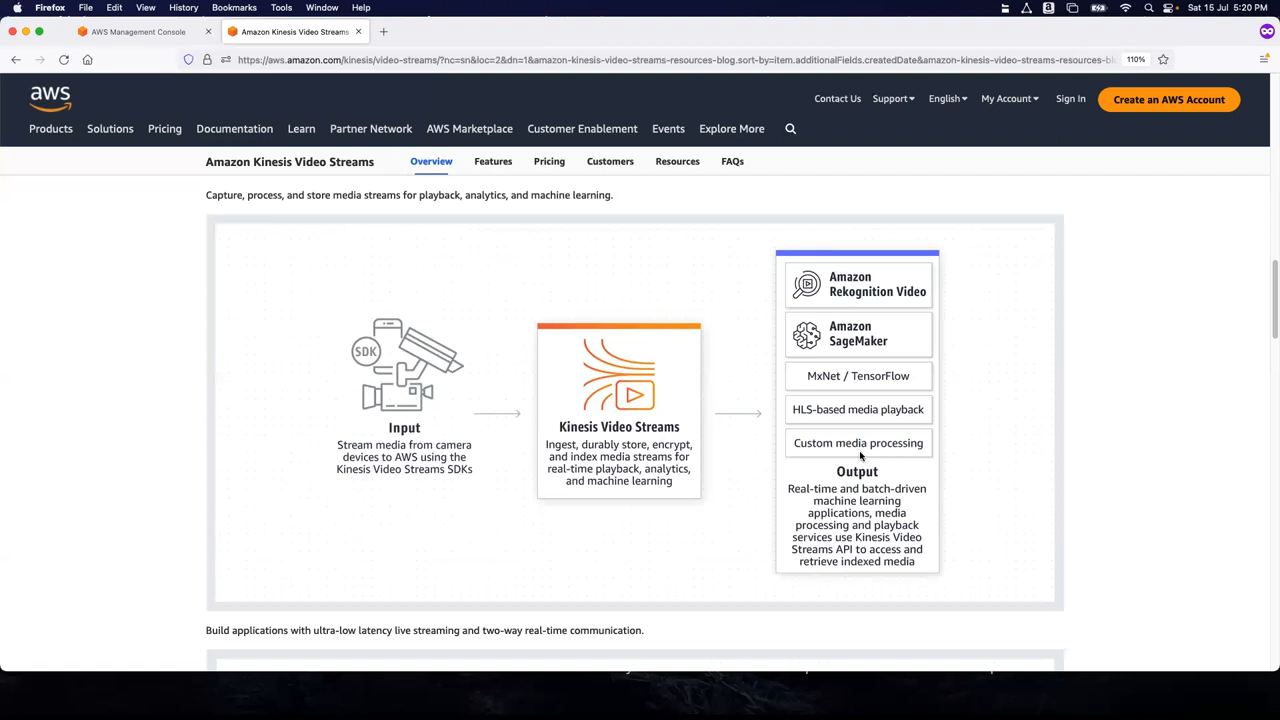 Firefox File Edit View History Bookmarks Tools Window Help Sat 15 Jul 5:20 PM
AWS Management Console
Amazon Kinesis Video Streams
https://aws.amazon.com/kinesis/video-streams/?nc=sn&loc=2&dn=1&amazon-kinesis-video-streams-resources-blog.sort-by=item.additionalFields.createdDate&amazon-kinesis-video-streams-resources-blo
110%
aws
Contact Us Support English My Account Sign In Create an AWS Account
Products Solutions Pricing Documentation Learn Partner Network AWS Marketplace Customer Enablement Events Explore More
Amazon Kinesis Video Streams Overview Features Pricing Customers Resources FAQs
Capture, process, and store media streams for playback, analytics, and machine learning.
SDK
Input
Stream media from camera
devices to AWS using the
Kinesis Video Streams SDKs
Kinesis Video Streams
Ingest, durably store, encrypt,
and index media streams for
real-time playback, analytics,
and machine learning
Amazon
Rekognition Video
Amazon
SageMaker
MxNet / TensorFlow
HLS-based media playback
Custom media processing
Output
Real-time and batch-driven
machine learning
applications, media
processing and playback
services use Kinesis Video
Streams API to access and
retrieve indexed media
Build applications with ultra-low latency live streaming and two-way real-time communication.